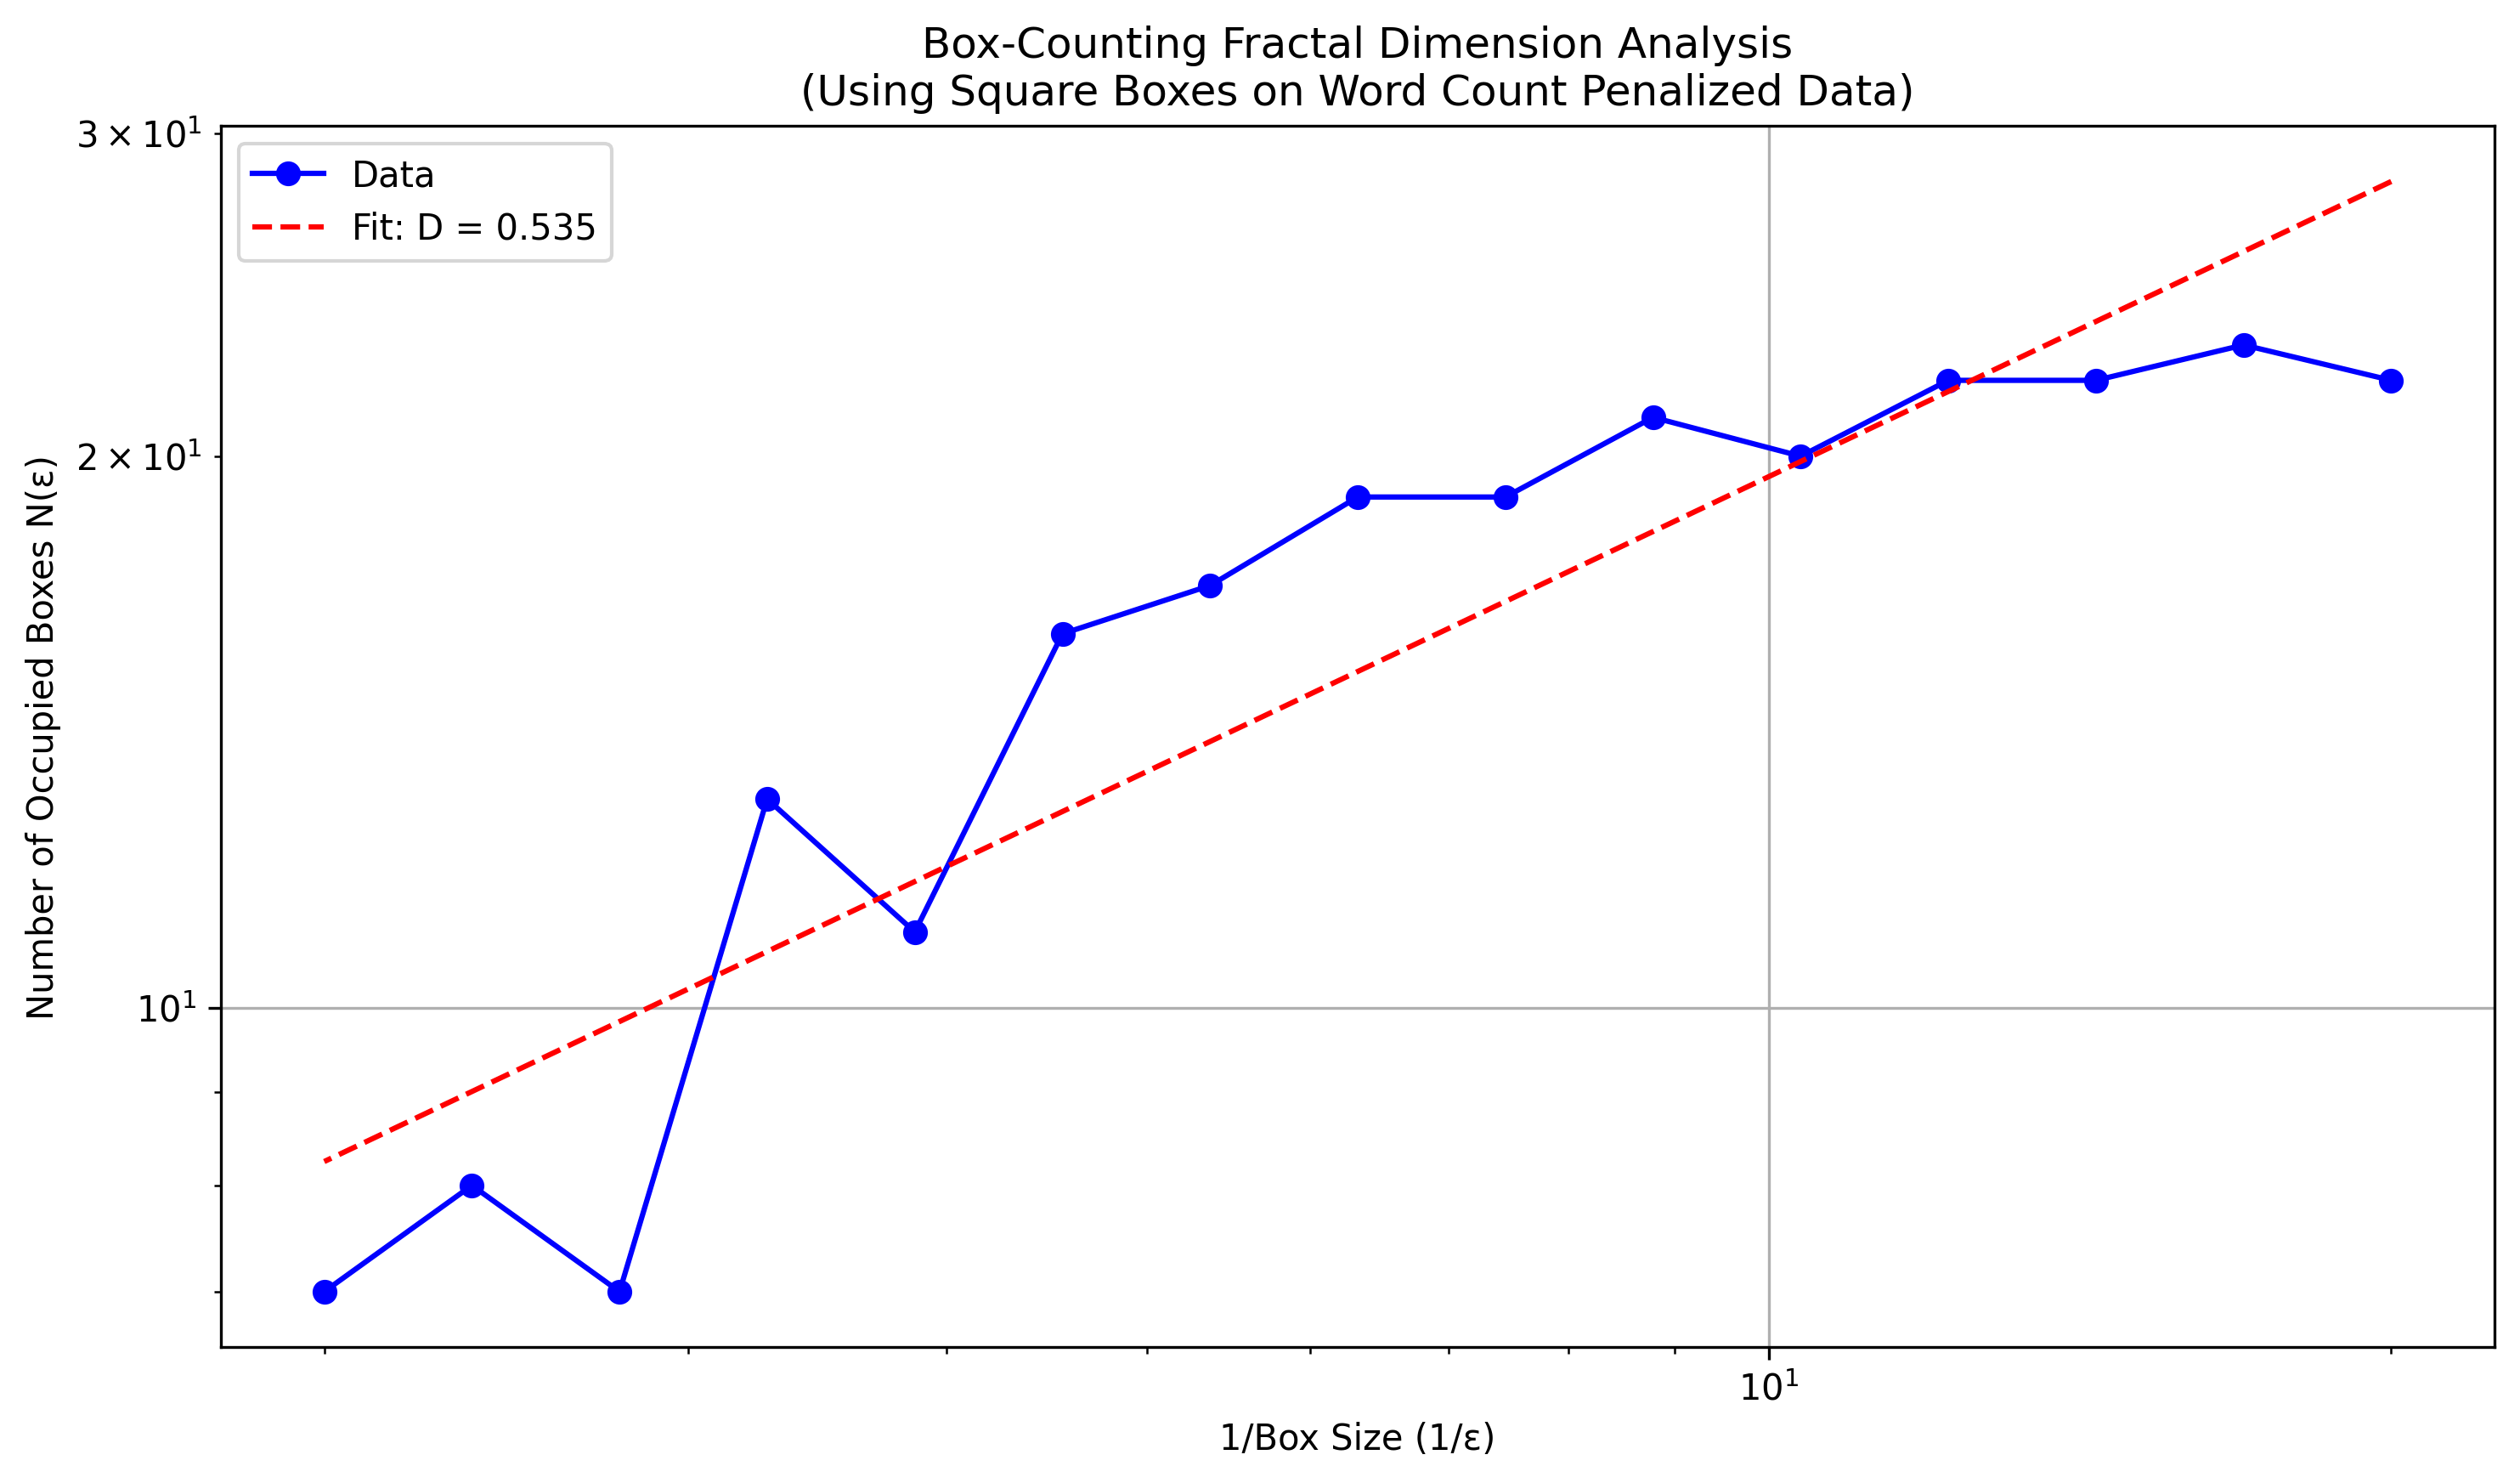 Box-Counting Fractal Dimension Analysis
(Using Square Boxes on Word Count Penalized Data)
3 × 10¹
Data
Fit: D = 0.535
2 × 10¹
Number of Occupied Boxes N(ε)
10¹
10¹
1/Box Size (1/ε)